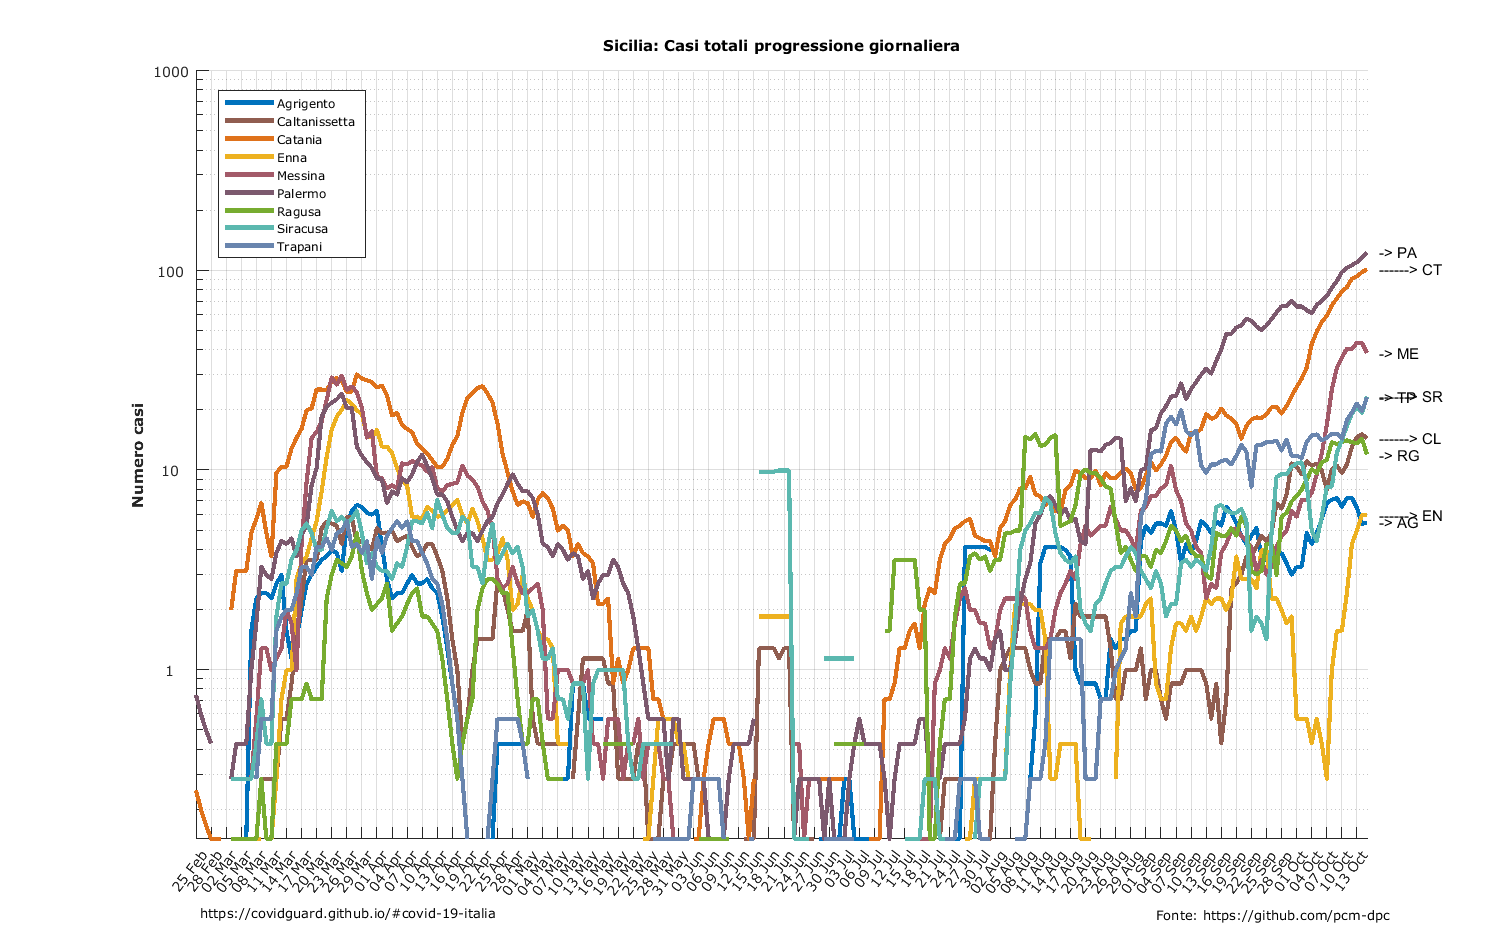 Sicilia: Casi totali progressione giornaliera
1000
100
10
1
Numero casi
Agrigento
Caltanissetta
Catania
Enna
Messina
Palermo
Ragusa
Siracusa
Trapani
-> PA
------> CT
-> ME
-> TP
------> SR
------> CL
-> RG
------> EN
-> AG
25 Feb
28 Feb
02 Mar
05 Mar
08 Mar
11 Mar
14 Mar
17 Mar
20 Mar
23 Mar
26 Mar
29 Mar
01 Apr
04 Apr
07 Apr
10 Apr
13 Apr
16 Apr
19 Apr
22 Apr
25 Apr
28 Apr
01 May
04 May
07 May
10 May
13 May
16 May
19 May
22 May
25 May
28 May
31 May
03 Jun
06 Jun
09 Jun
12 Jun
15 Jun
18 Jun
21 Jun
24 Jun
27 Jun
30 Jun
03 Jul
06 Jul
09 Jul
12 Jul
15 Jul
18 Jul
21 Jul
24 Jul
27 Jul
30 Jul
02 Aug
05 Aug
08 Aug
11 Aug
14 Aug
17 Aug
20 Aug
23 Aug
26 Aug
29 Aug
01 Sep
04 Sep
07 Sep
10 Sep
13 Sep
16 Sep
19 Sep
22 Sep
25 Sep
28 Sep
01 Oct
04 Oct
07 Oct
10 Oct
13 Oct
https://covidguard.github.io/#covid-19-italia
Fonte: https://github.com/pcm-dpc